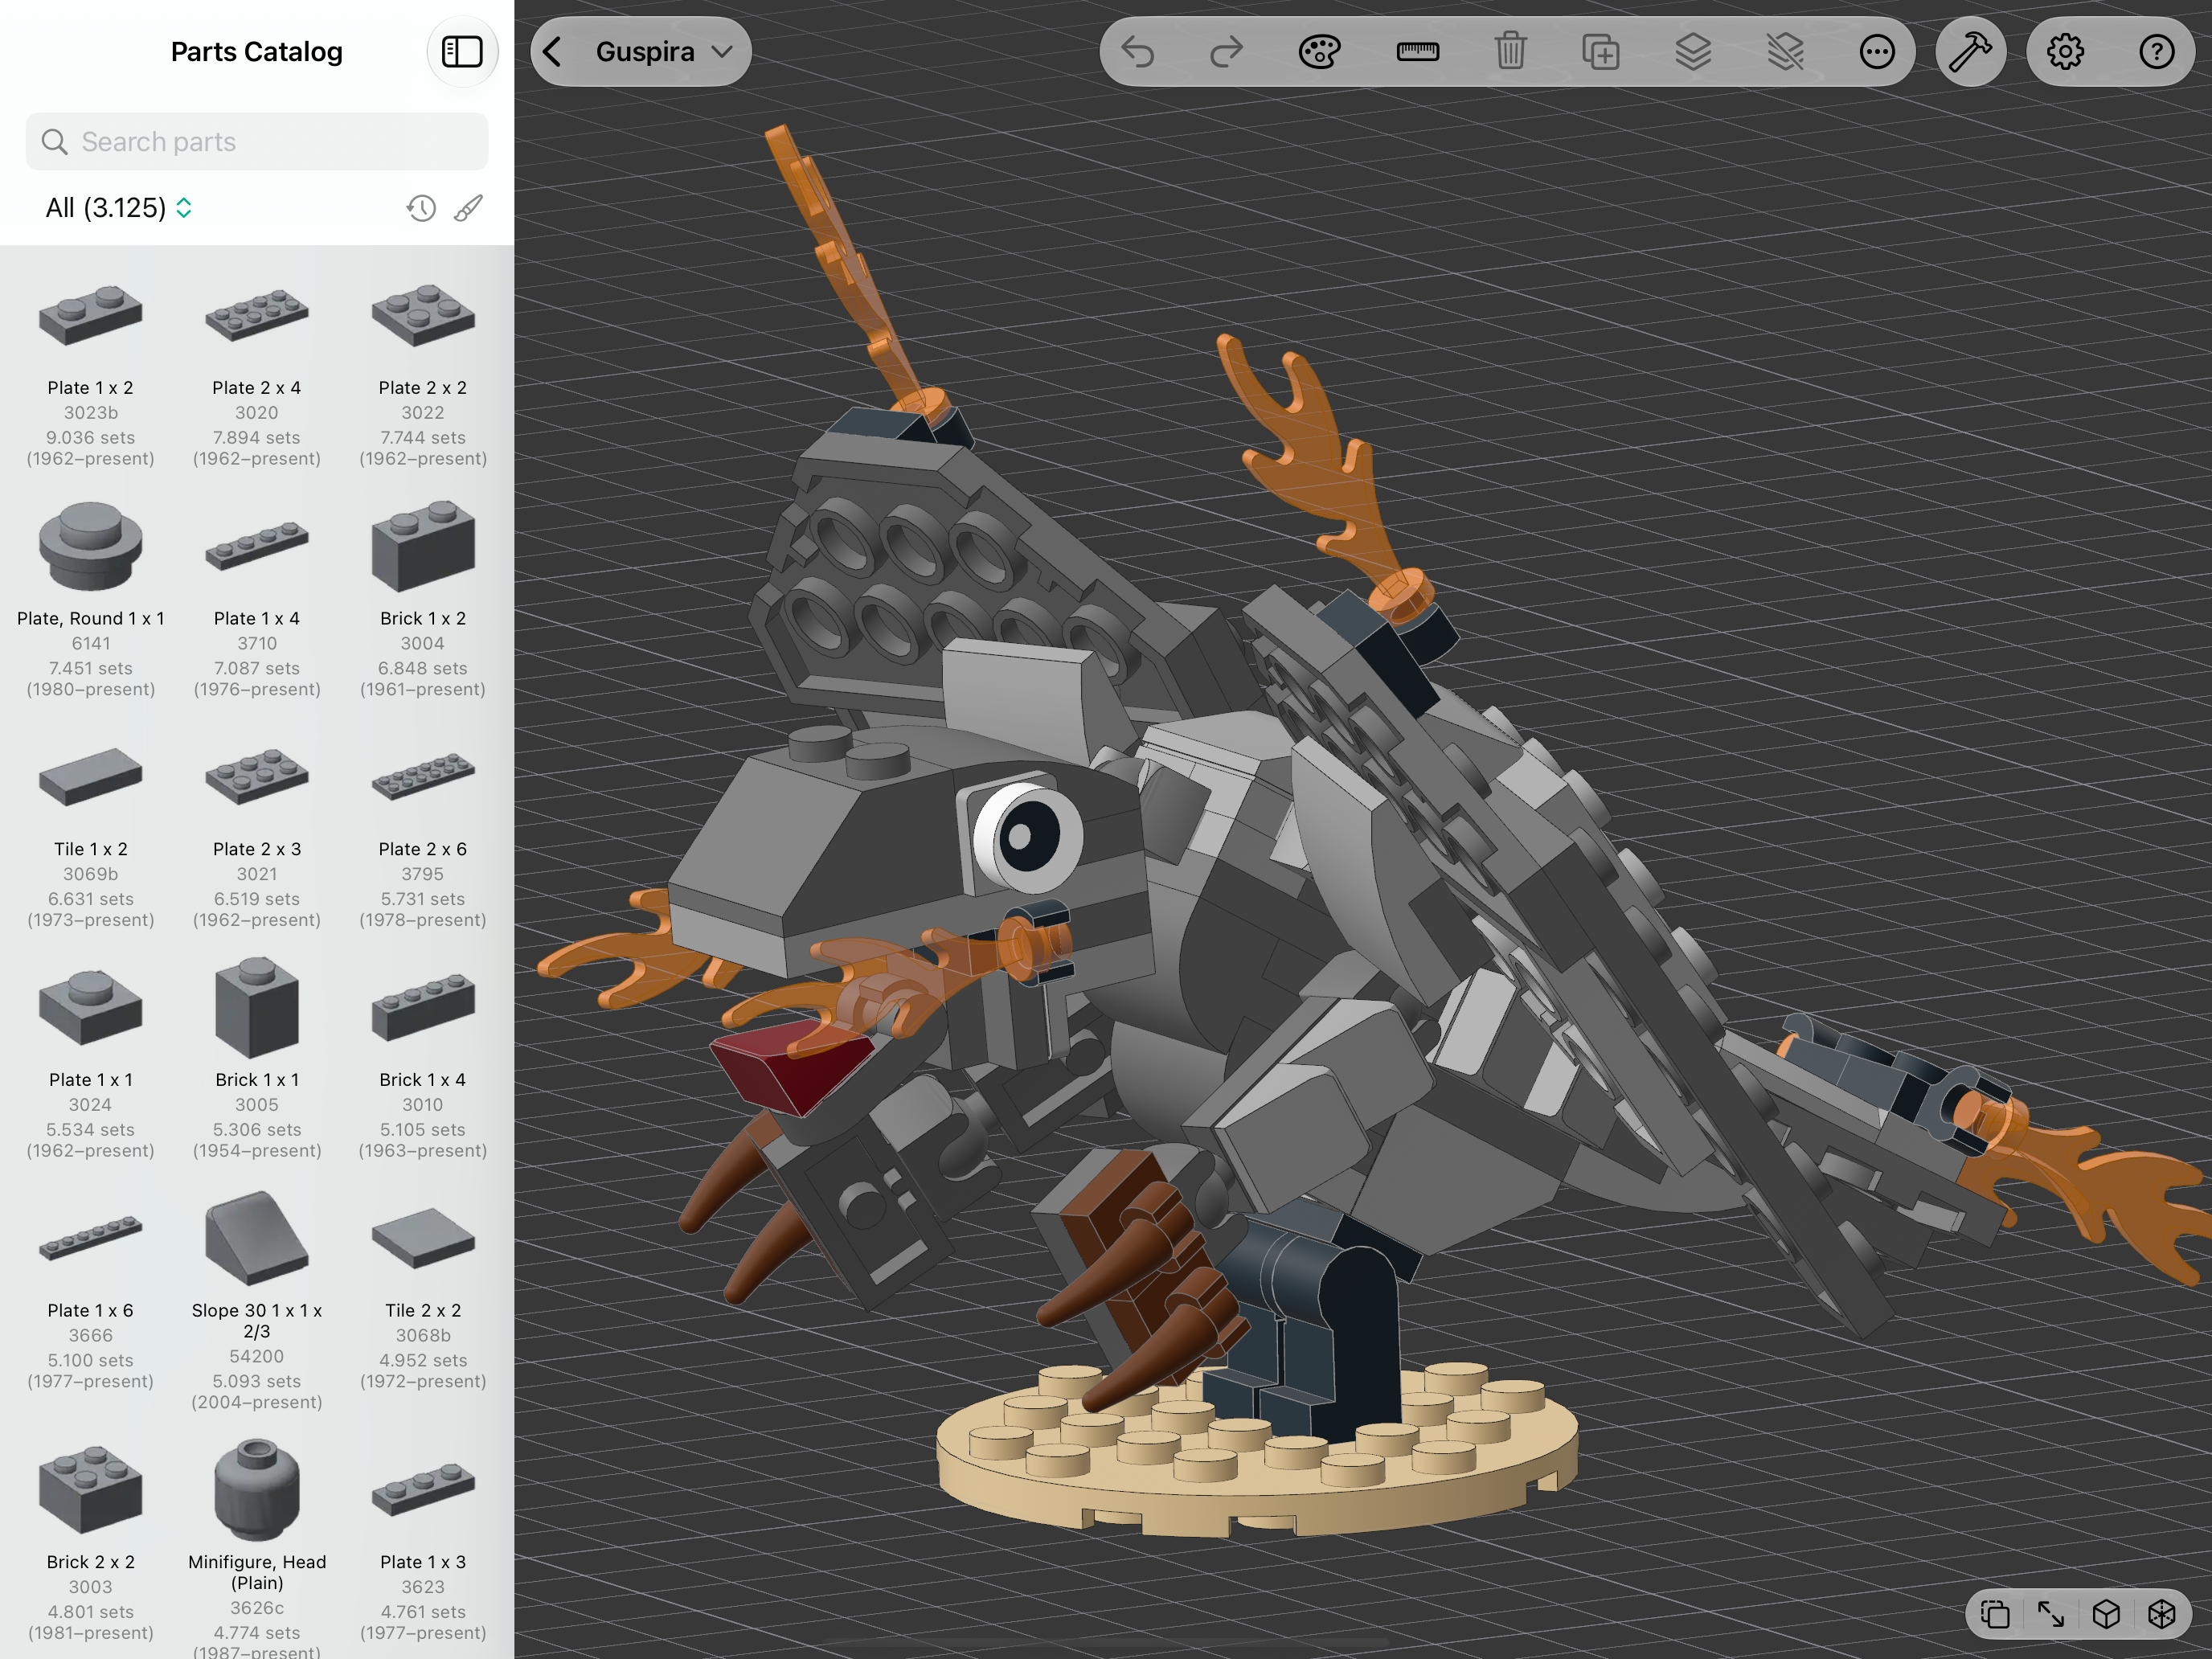 Parts Catalog
Guspira
Search parts
All (3.125)
Plate 1 x 2
3023b
9.036 sets
(1962–present)
Plate 2 x 4
3020
7.894 sets
(1962–present)
Plate 2 x 2
3022
7.744 sets
(1962–present)
Plate, Round 1 x 1
6141
7.451 sets
(1980–present)
Plate 1 x 4
3710
7.087 sets
(1976–present)
Brick 1 x 2
3004
6.848 sets
(1961–present)
Tile 1 x 2
3069b
6.631 sets
(1973–present)
Plate 2 x 3
3021
6.519 sets
(1962–present)
Plate 2 x 6
3795
5.731 sets
(1978–present)
Plate 1 x 1
3024
5.534 sets
(1962–present)
Brick 1 x 1
3005
5.306 sets
(1954–present)
Brick 1 x 4
3010
5.105 sets
(1963–present)
Plate 1 x 6
3666
5.100 sets
(1977–present)
Slope 30 1 x 1 x
2/3
54200
5.093 sets
(2004–present)
Tile 2 x 2
3068b
4.952 sets
(1972–present)
Brick 2 x 2
3003
4.801 sets
(1981–present)
Minifigure, Head
(Plain)
3626c
4.774 sets
(1987–present)
Plate 1 x 3
3623
4.761 sets
(1977–present)